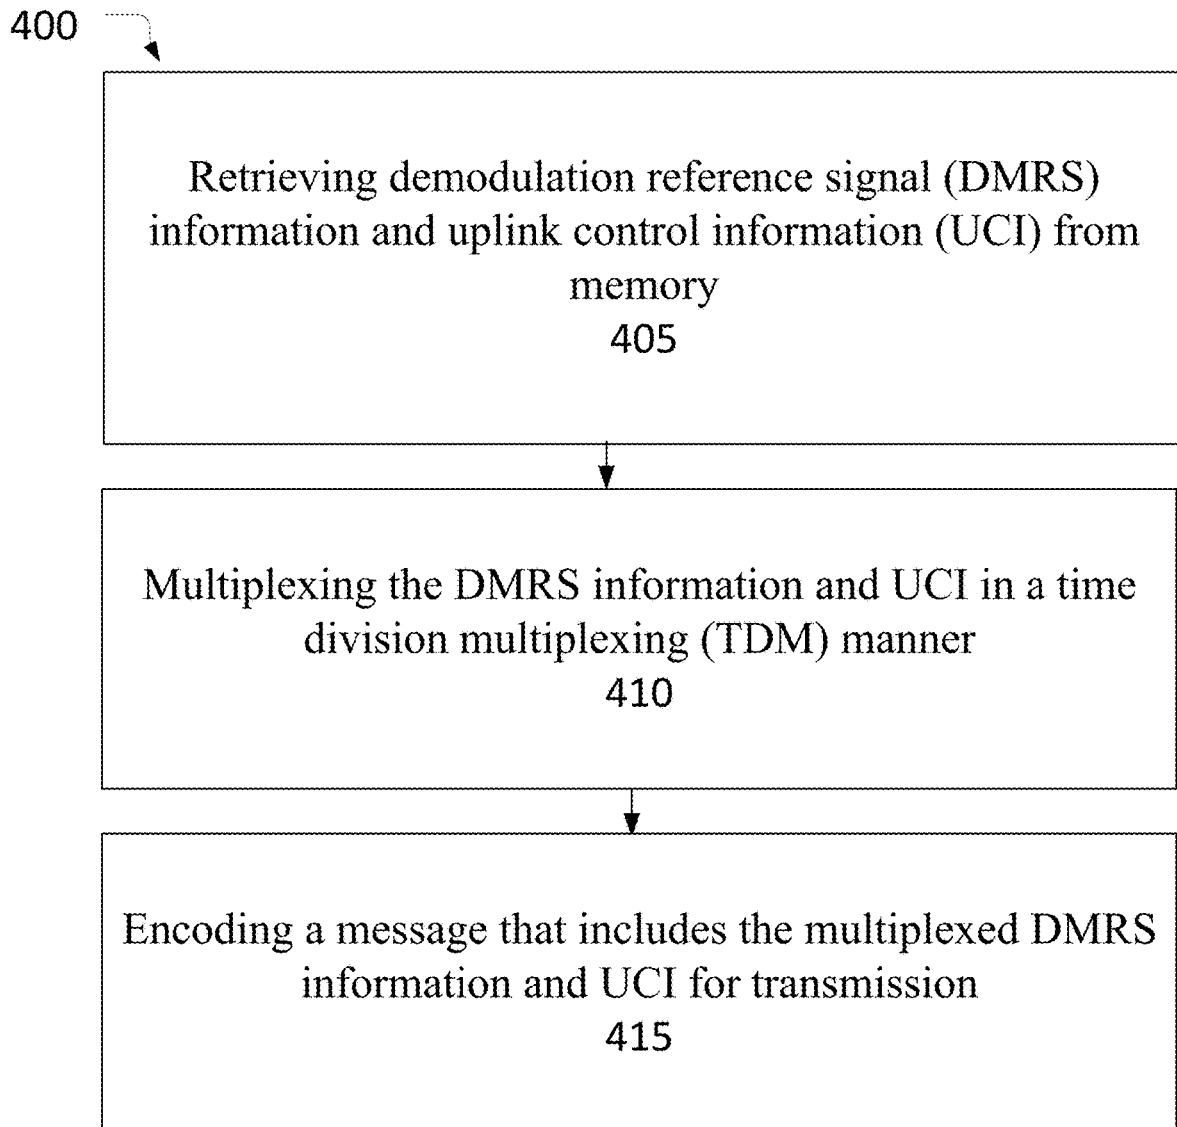 400
Retrieving demodulation reference signal (DMRS)
information and uplink control information (UCI) from
memory
405
Multiplexing the DMRS information and UCI in a time
division multiplexing (TDM) manner
410
Encoding a message that includes the multiplexed DMRS
information and UCI for transmission
415